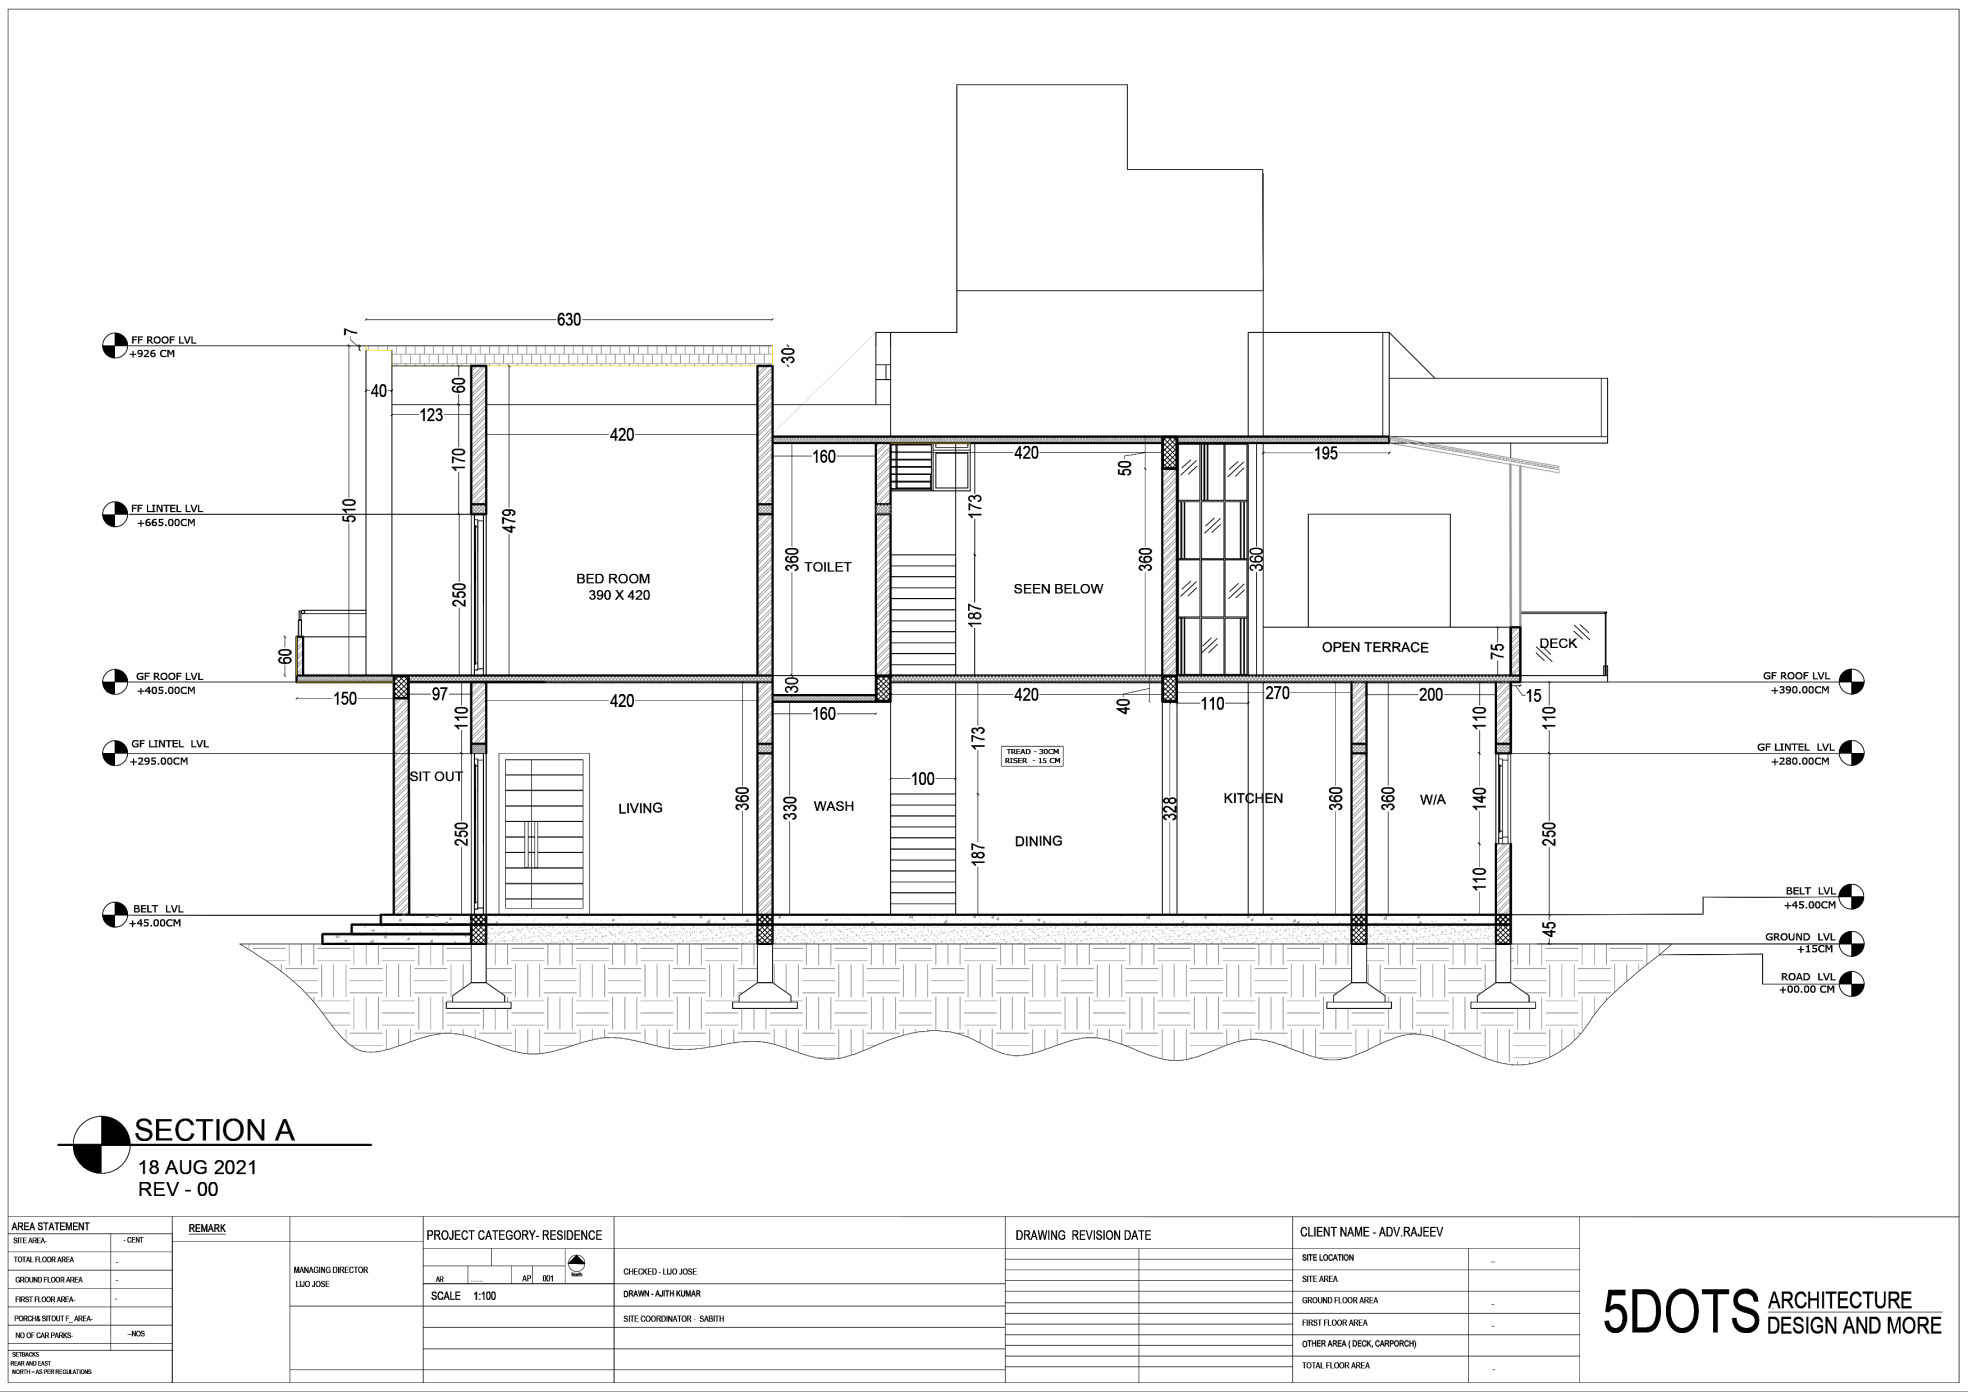 630
7
30
FF ROOF LVL
+926 CM
40
60
123
420
160
420
50
195
170
173
FF LINTEL LVL
+665.00CM
510
479
360
360
360
TOILET
BED ROOM
390 X 420
SEEN BELOW
250
187
OPEN TERRACE
75
DECK
60
GF ROOF LVL
+405.00CM
150
97
420
30
160
420
40
110
270
200
15
GF ROOF LVL
+390.00CM
110
173
110
110
GF LINTEL LVL
+295.00CM
TREAD - 30CM
RISER - 15 CM
GF LINTEL LVL
+280.00CM
SIT OUT
100
LIVING
360
330
WASH
328
KITCHEN
360
360
W/A
140
250
DINING
250
187
110
BELT LVL
+45.00CM
BELT LVL
+45.00CM
45
GROUND LVL
+15CM
ROAD LVL
+00.00 CM
SECTION A
18 AUG 2021
REV - 00
AREA STATEMENT
SITE AREA-
- CENT
TOTAL FLOOR AREA
-
GROUND FLOOR AREA
-
FIRST FLOOR AREA-
-
PORCH& SITOUT F_ AREA-
NO OF CAR PARKS-
--NOS
SETBACKS
REAR AND EAST
NORTH -- AS PER REGULATIONS
REMARK
MANAGING DIRECTOR
LIJO JOSE
PROJECT CATEGORY- RESIDENCE
AR
.......
AP
001
North
SCALE 1:100
CHECKED - LIJO JOSE
DRAWN - AJITH KUMAR
SITE COORDINATOR - SABITH
DRAWING REVISION DATE
CLIENT NAME - ADV.RAJEEV
SITE LOCATION
--
SITE AREA
GROUND FLOOR AREA
-
FIRST FLOOR AREA
-
OTHER AREA ( DECK, CARPORCH)
TOTAL FLOOR AREA
-
5DOTS ARCHITECTURE
DESIGN AND MORE